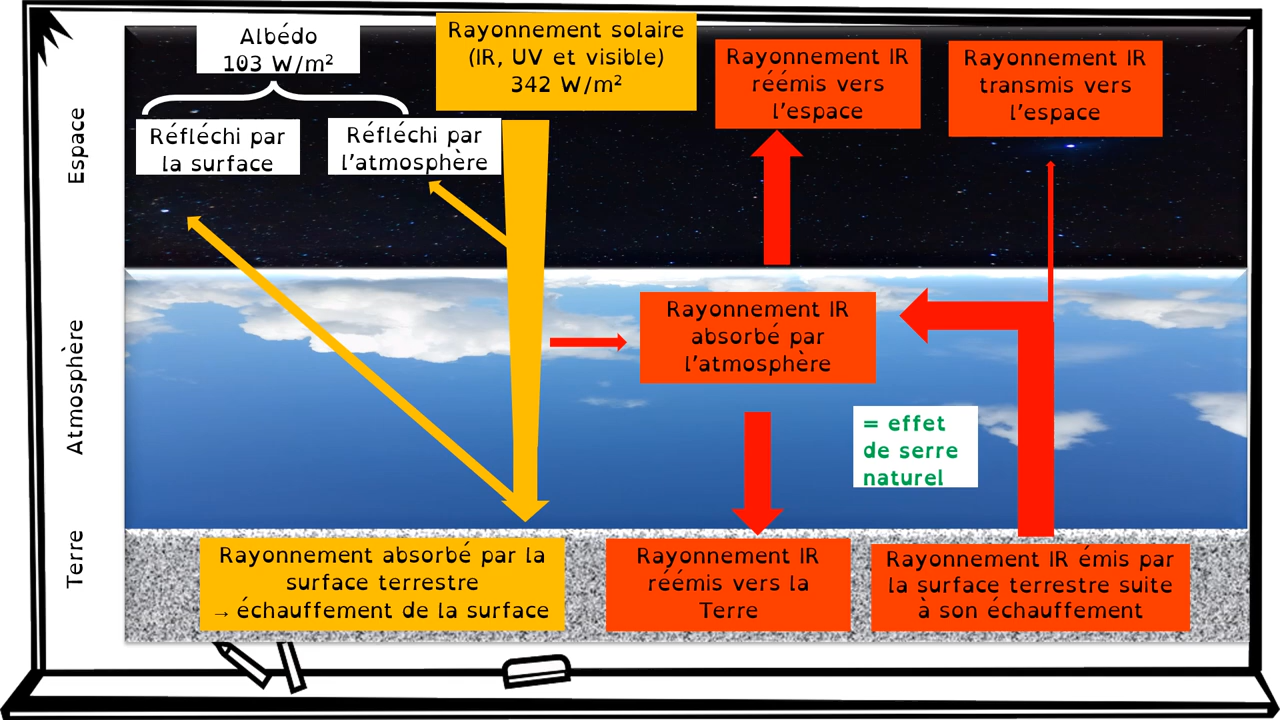 Albédo
103 W/m²
Rayonnement solaire
(IR, UV et visible)
342 W/m²
Rayonnement IR
réémis vers
l'espace
Rayonnement IR
transmis vers
l'espace
Réfléchi par
la surface
Réfléchi par
l'atmosphère
Espace
Atmosphère
Rayonnement IR
absorbé par
l'atmosphère
= effet
de serre
naturel
Terre
Rayonnement absorbé par la
surface terrestre
→ échauffement de la surface
Rayonnement IR
réémis vers la
Terre
Rayonnement IR émis par
la surface terrestre suite
à son échauffement